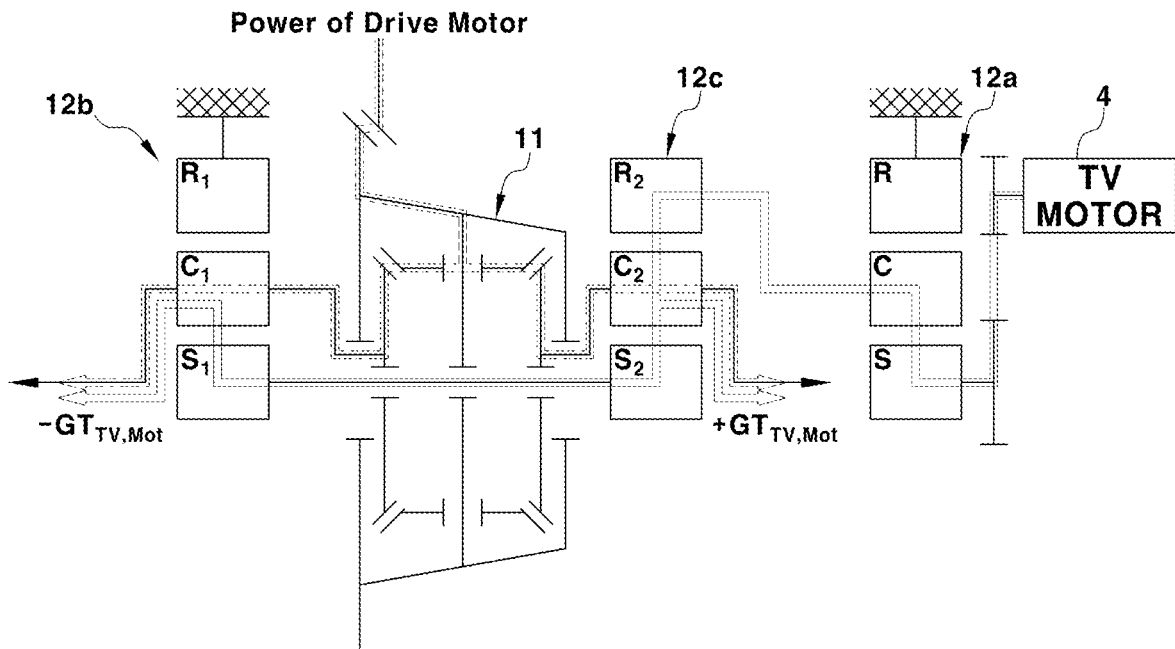 Power of Drive Motor
12b
11
12c
12a
4
R1
R2
R
TV
MOTOR
C1
C2
C
S1
S2
S
−GTTV,Mot
+GTTV,Mot